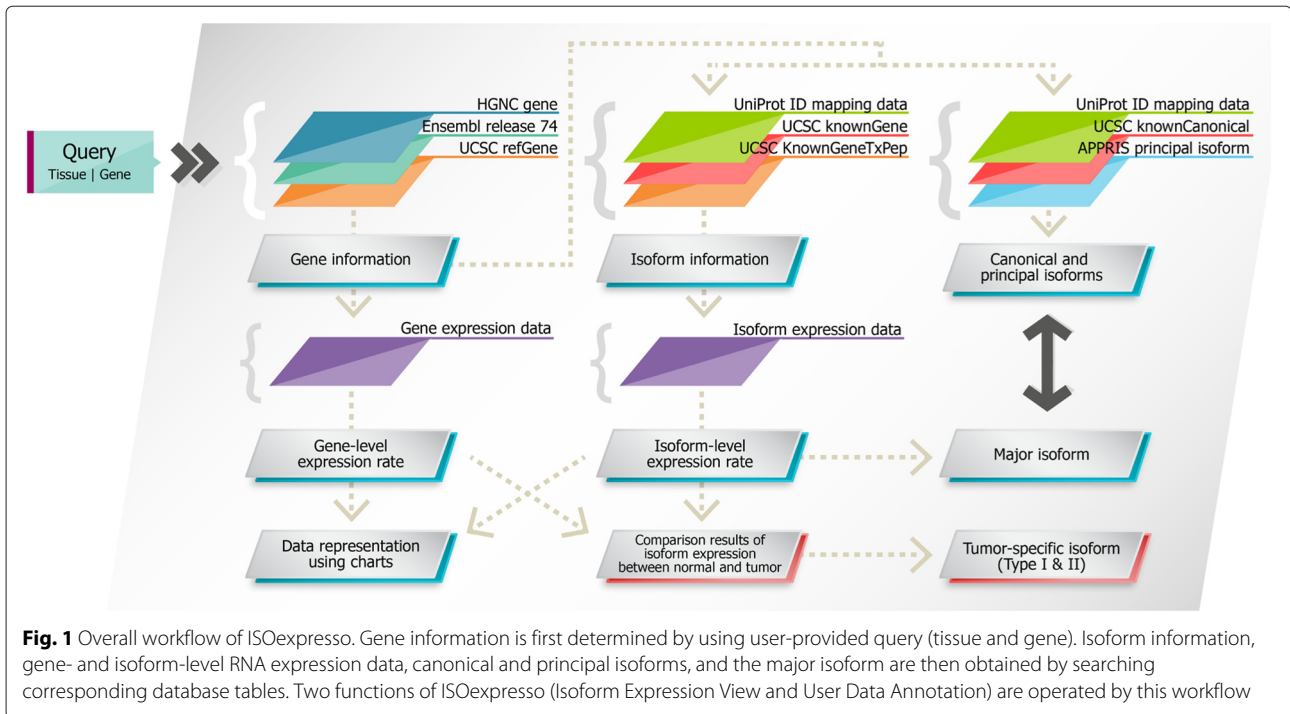 Query
Tissue | Gene
HGNC gene
Ensembl release 74
UCSC refGene
UniProt ID mapping data
UCSC knownGene
UCSC KnownGeneTxPep
UniProt ID mapping data
UCSC knownCanonical
APPRIS principal isoform
Gene information
Isoform information
Canonical and
principal isoforms
Gene expression data
Isoform expression data
Gene-level
expression rate
Isoform-level
expression rate
Major isoform
Data representation
using charts
Comparison results of
isoform expression
between normal and tumor
Tumor-specific isoform
(Type I & II)
Fig. 1 Overall workflow of ISOexpresso. Gene information is first determined by using user-provided query (tissue and gene). Isoform information,
gene- and isoform-level RNA expression data, canonical and principal isoforms, and the major isoform are then obtained by searching
corresponding database tables. Two functions of ISOexpresso (Isoform Expression View and User Data Annotation) are operated by this workflow